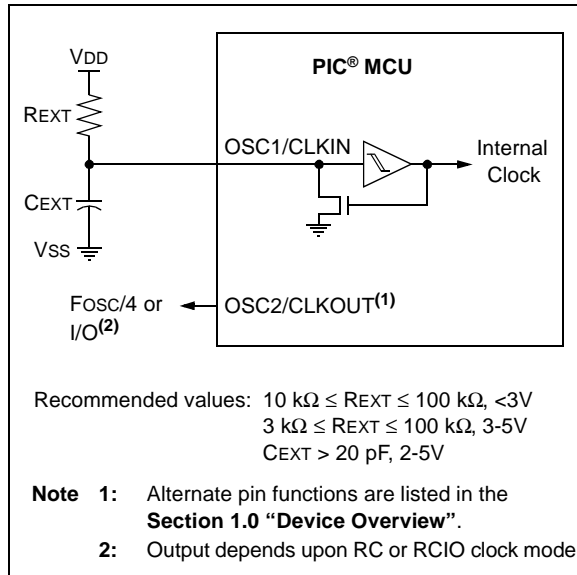 VDD
PIC® MCU
REXT
OSC1/CLKIN
Internal
Clock
CEXT
VSS
FOSC/4 or
I/O(2)
OSC2/CLKOUT(1)
Recommended values: 10 kΩ ≤ REXT ≤ 100 kΩ, <3V
3 kΩ ≤ REXT ≤ 100 kΩ, 3-5V
CEXT > 20 pF, 2-5V
Note 1: Alternate pin functions are listed in the
Section 1.0 “Device Overview”.
2: Output depends upon RC or RCIO clock mode